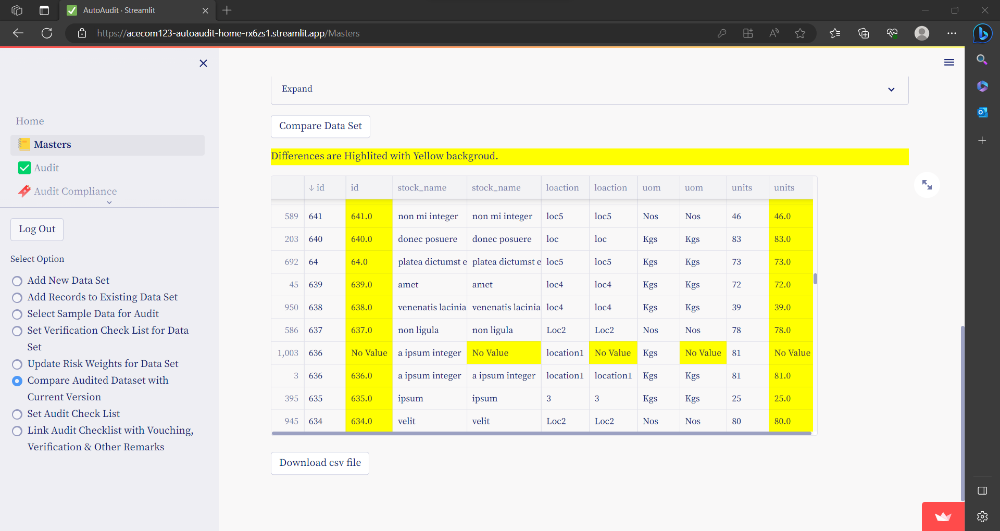 AutoAudit · Streamlit
https://acecom123-autoaudit-home-rx6zs1.streamlit.app/Masters
Home
Masters
Audit
Audit Compliance
Log Out
Select Option
Add New Data Set
Add Records to Existing Data Set
Select Sample Data for Audit
Set Verification Check List for Data
Set
Update Risk Weights for Data Set
Compare Audited Dataset with
Current Version
Set Audit Check List
Link Audit Checklist with Vouching,
Verification & Other Remarks
Expand
Compare Data Set
Differences are Highlited with Yellow backgroud.
↓ id id stock_name stock_name loaction loaction uom uom units units
589 641 641.0 non mi integer non mi integer loc5 loc5 Nos Nos 46 46.0
203 640 640.0 donec posuere donec posuere loc loc Kgs Kgs 83 83.0
692 64 64.0 platea dictumst e platea dictumst e loc5 loc5 Kgs Kgs 73 73.0
45 639 639.0 amet amet loc4 loc4 Kgs Kgs 72 72.0
950 638 638.0 venenatis lacinia venenatis lacinia loc4 loc4 Kgs Kgs 39 39.0
586 637 637.0 non ligula non ligula Loc2 Loc2 Nos Nos 78 78.0
1,003 636 No Value a ipsum integer No Value location1 No Value Kgs No Value 81 No Value
3 636 636.0 a ipsum integer a ipsum integer location1 location1 Kgs Kgs 81 81.0
395 635 635.0 ipsum ipsum 3 3 Kgs Kgs 25 25.0
945 634 634.0 velit velit Loc2 Loc2 Nos Nos 80 80.0
Download csv file